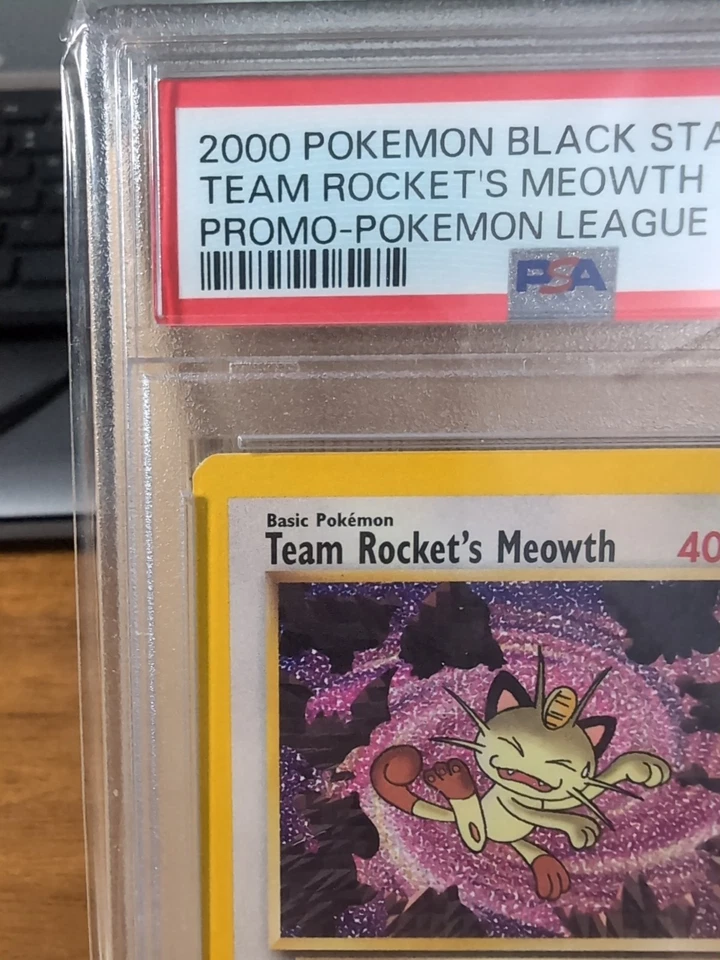 2000 POKEMON BLACK STA
TEAM ROCKET'S MEOWTH
PROMO-POKEMON LEAGUE
PSA
Basic Pokémon
Team Rocket's Meowth 40